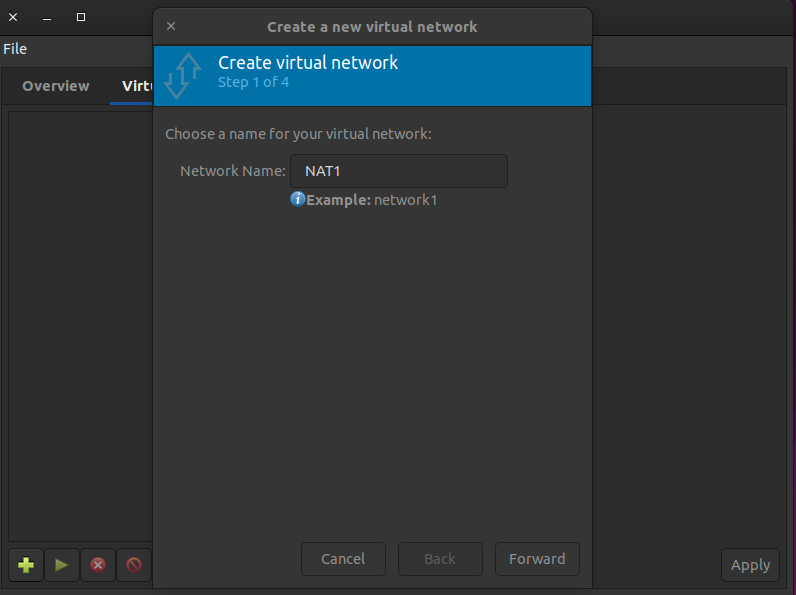 Create a new virtual network
File
Create virtual network
Step 1 of 4
Overview
Virtu
Choose a name for your virtual network:
Network Name: NAT1
Example: network1
Cancel
Back
Forward
Apply